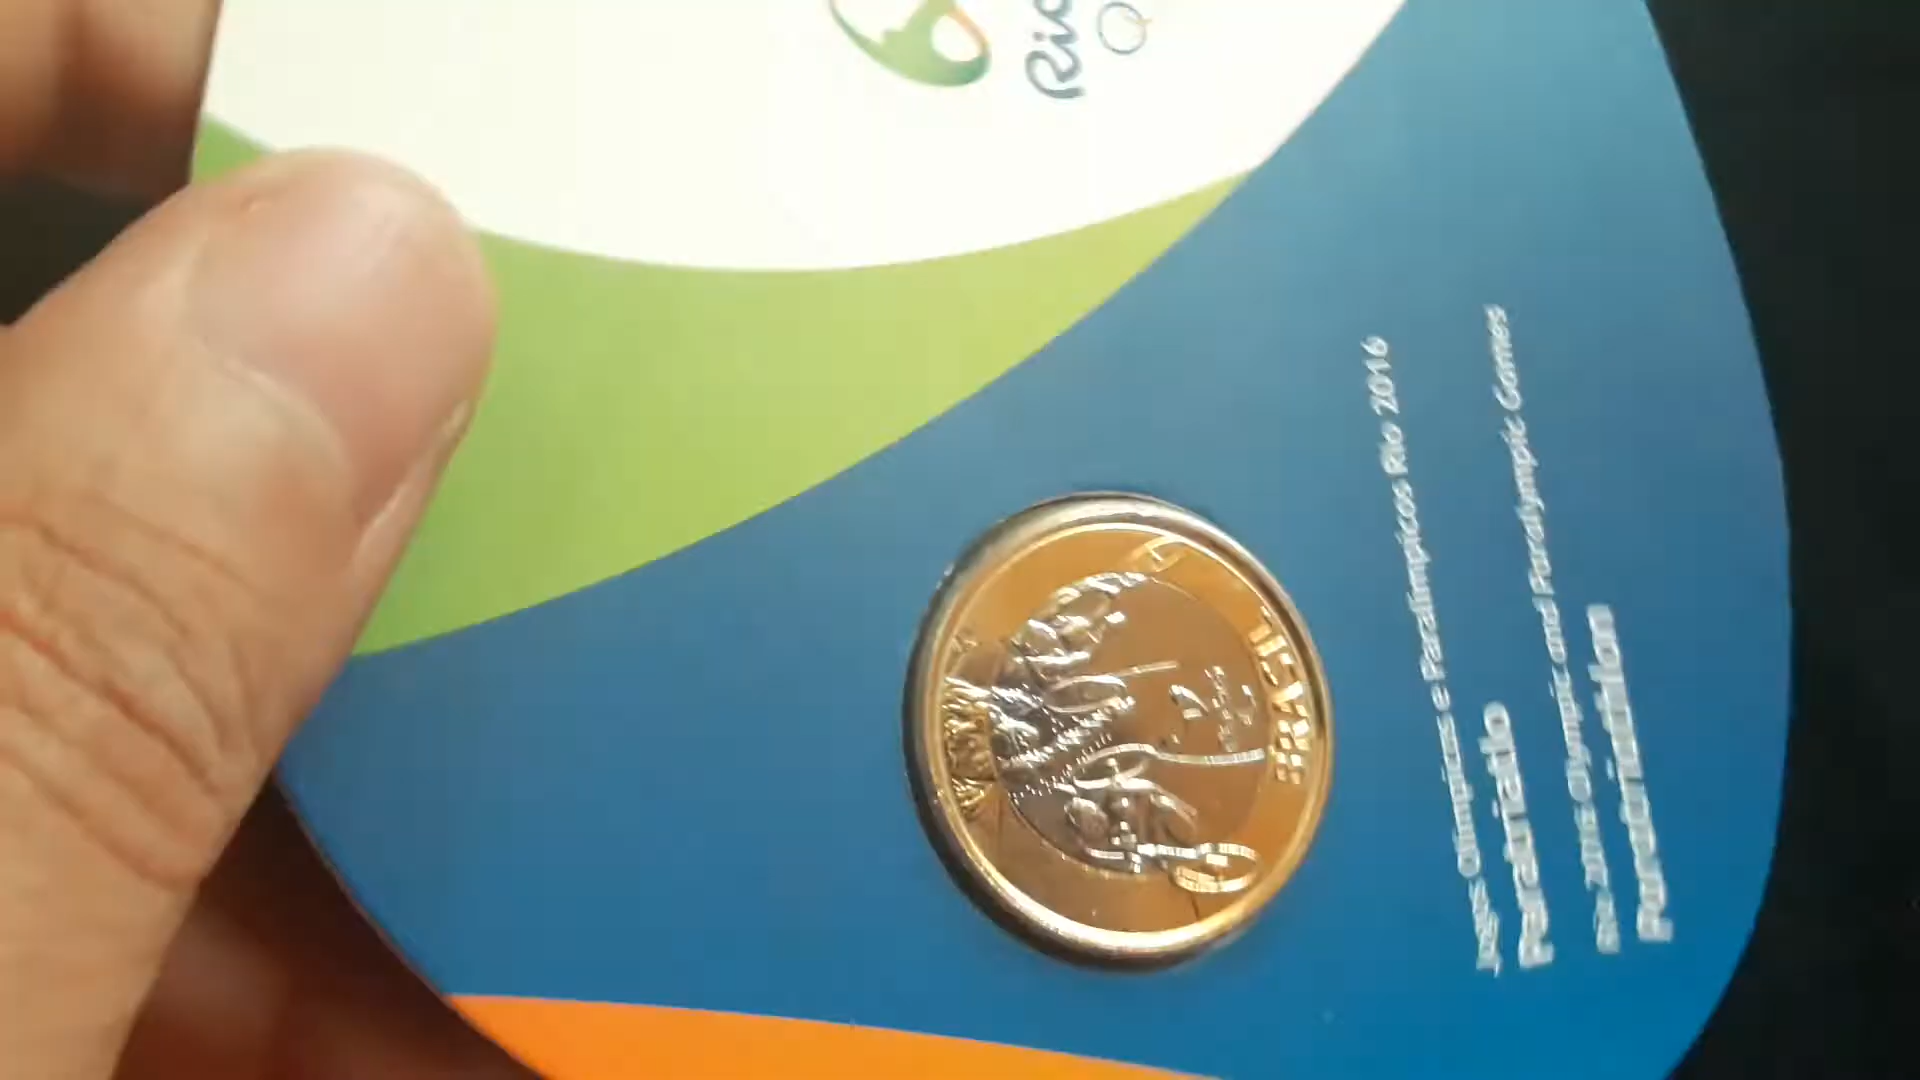 Rio
BRASIL
Jogos Olímpicos e Paralímpicos Rio 2016
Paratriatlo
Rio 2016 Olympic and Paralympic Games
Paratriathlon